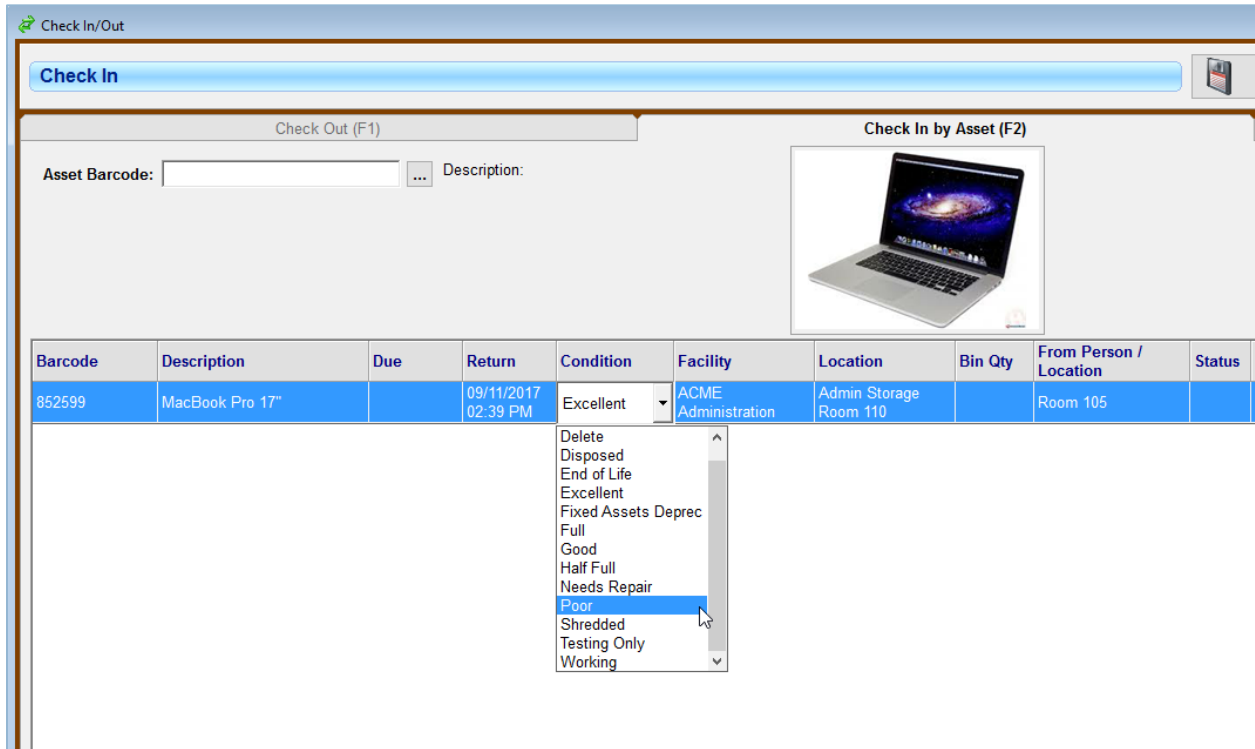 Check In/Out
Check In
Check Out (F1)
Check In by Asset (F2)
Asset Barcode:
...
Description:
Barcode Description Due Return Condition Facility Location Bin Qty From Person / Location Status
852599 MacBook Pro 17" 09/11/2017 02:39 PM Excellent ACME Administration Admin Storage Room 110 Room 105
Delete
Disposed
End of Life
Excellent
Fixed Assets Deprec
Full
Good
Half Full
Needs Repair
Poor
Shredded
Testing Only
Working